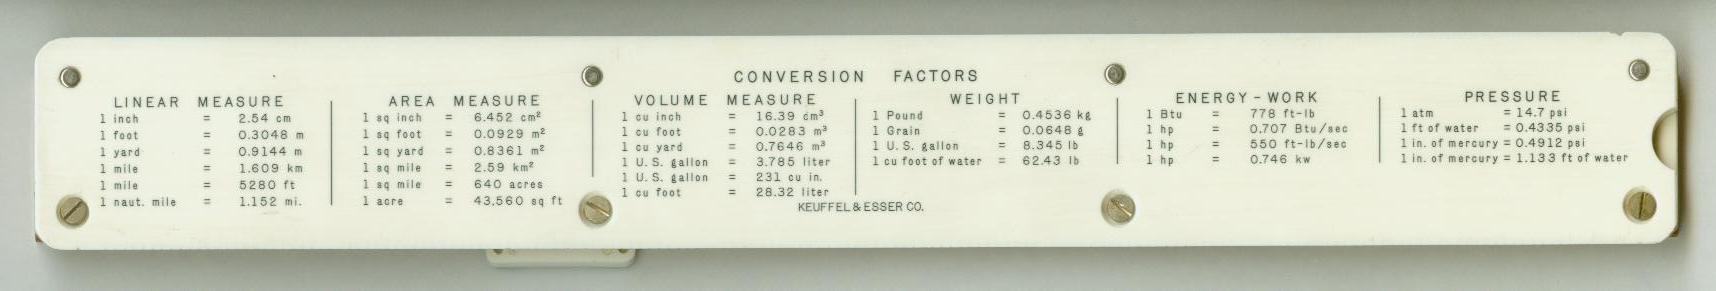 CONVERSION FACTORS
LINEAR MEASURE
1 inch = 2.54 cm
1 foot = 0.3048 m
1 yard = 0.9144 m
1 mile = 1.609 km
1 mile = 5280 ft
1 naut. mile = 1.152 mi.
AREA MEASURE
1 sq inch = 6.452 cm²
1 sq foot = 0.0929 m²
1 sq yard = 0.8361 m²
1 sq mile = 2.59 km²
1 sq mile = 640 acres
1 acre = 43,560 sq ft
VOLUME MEASURE
1 cu inch = 16.39 cm³
1 cu foot = 0.0283 m³
1 cu yard = 0.7646 m³
1 U.S. gallon = 3.785 liter
1 U.S. gallon = 231 cu in.
1 cu foot = 28.32 liter
WEIGHT
1 Pound = 0.4536 kg
1 Grain = 0.0648 g
1 U.S. gallon = 8.345 lb
1 cu foot of water = 62.43 lb
ENERGY-WORK
1 Btu = 778 ft-lb
1 hp = 0.707 Btu/sec
1 hp = 550 ft-lb/sec
1 hp = 0.746 kw
PRESSURE
1 atm = 14.7 psi
1 ft of water = 0.4335 psi
1 in. of mercury = 0.4912 psi
1 in. of mercury = 1.133 ft of water
KEUFFEL & ESSER CO.